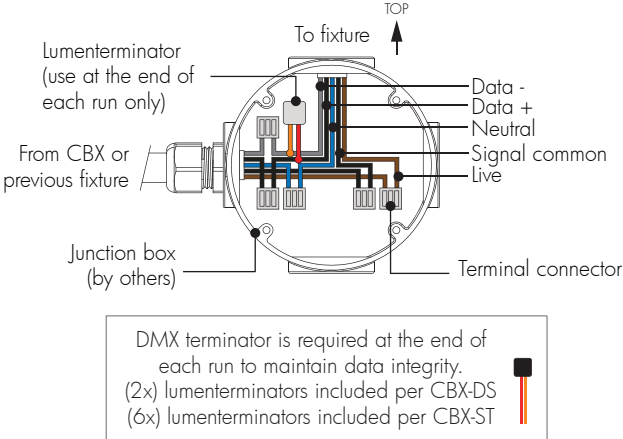 TOP
To fixture
Lumenterminator
(use at the end of
each run only)
Data -
Data +
Neutral
Signal common
Live
From CBX or
previous fixture
Junction box
(by others)
Terminal connector
DMX terminator is required at the end of
each run to maintain data integrity.
(2x) lumenterminators included per CBX-DS
(6x) lumenterminators included per CBX-ST